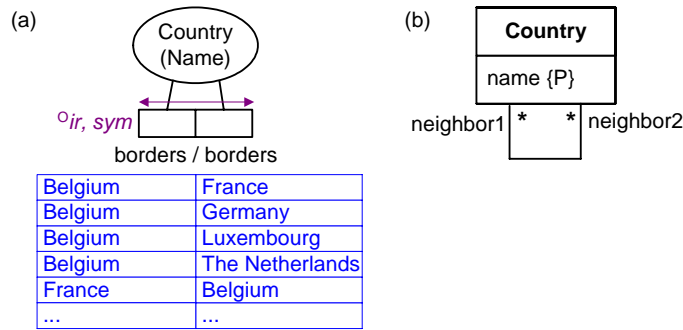 (a)
Country
(Name)
O ir, sym
borders / borders
Belgium France
Belgium Germany
Belgium Luxembourg
Belgium The Netherlands
France Belgium
... ...
(b)
Country
name {P}
neighbor1 * * neighbor2